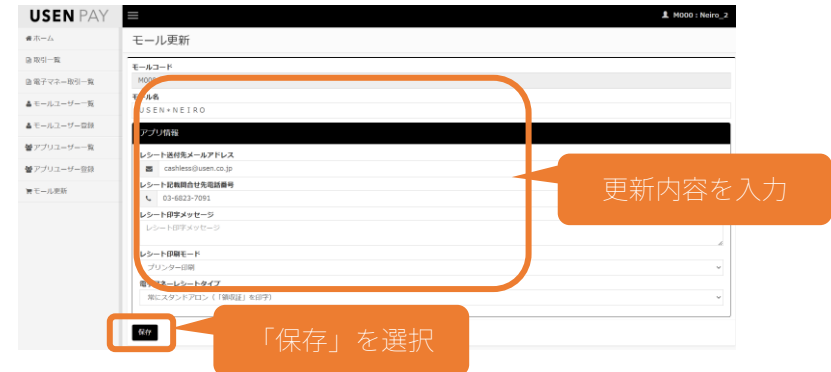 USEN PAY
M000 : Neiro_2
ホーム
モール更新
取引一覧
電子マネー取引一覧
モールユーザー一覧
モールユーザー登録
アプリユーザー一覧
アプリユーザー登録
モール更新
モールコード
M000
モール名
USEN+NEIRO
アプリ情報
レシート送付先メールアドレス
cashless@usen.co.jp
レシート記載問合せ先電話番号
03-6823-7091
レシート印字メッセージ
レシート印字メッセージ
レシート印刷モード
プリンター印刷
電子マネーレシートタイプ
常にスタンドアロン（「領収証」を印字）
保存
更新内容を入力
「保存」を選択